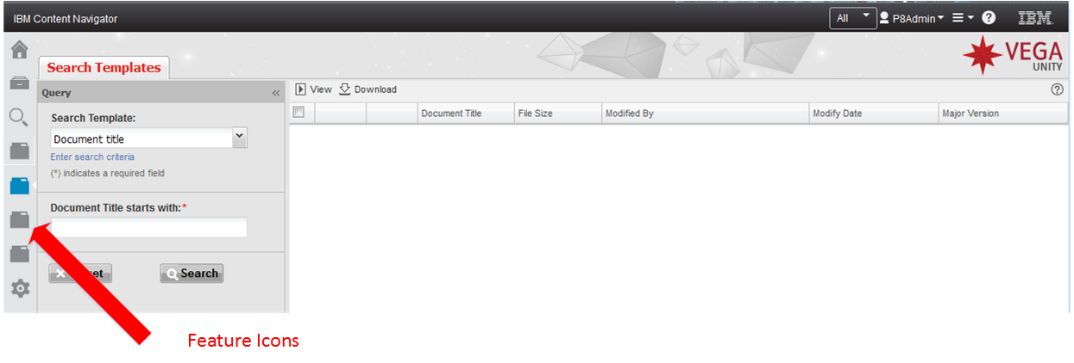 IBM Content Navigator
All
P8Admin
?
IBM
VEGA
UNITY
Search Templates
Query
«
View
Download
?
Search Template:
Document title
Enter search criteria
(*) indicates a required field
Document Title starts with:*
Search
Document Title
File Size
Modified By
Modify Date
Major Version
Feature Icons